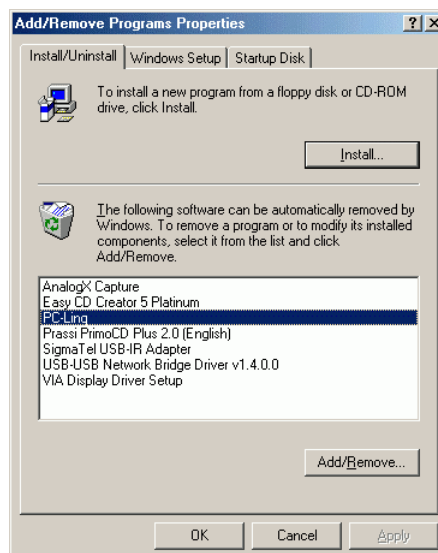 Add/Remove Programs Properties
Install/Uninstall Windows Setup Startup Disk
To install a new program from a floppy disk or CD-ROM
drive, click Install.
Install...
The following software can be automatically removed by
Windows. To remove a program or to modify its installed
components, select it from the list and click
Add/Remove.
AnalogX Capture
Easy CD Creator 5 Platinum
PC-Linq
Prassi PrimoCD Plus 2.0 (English)
SigmaTel USB-IR Adapter
USB-USB Network Bridge Driver v1.4.0.0
VIA Display Driver Setup
Add/Remove...
OK Cancel Apply